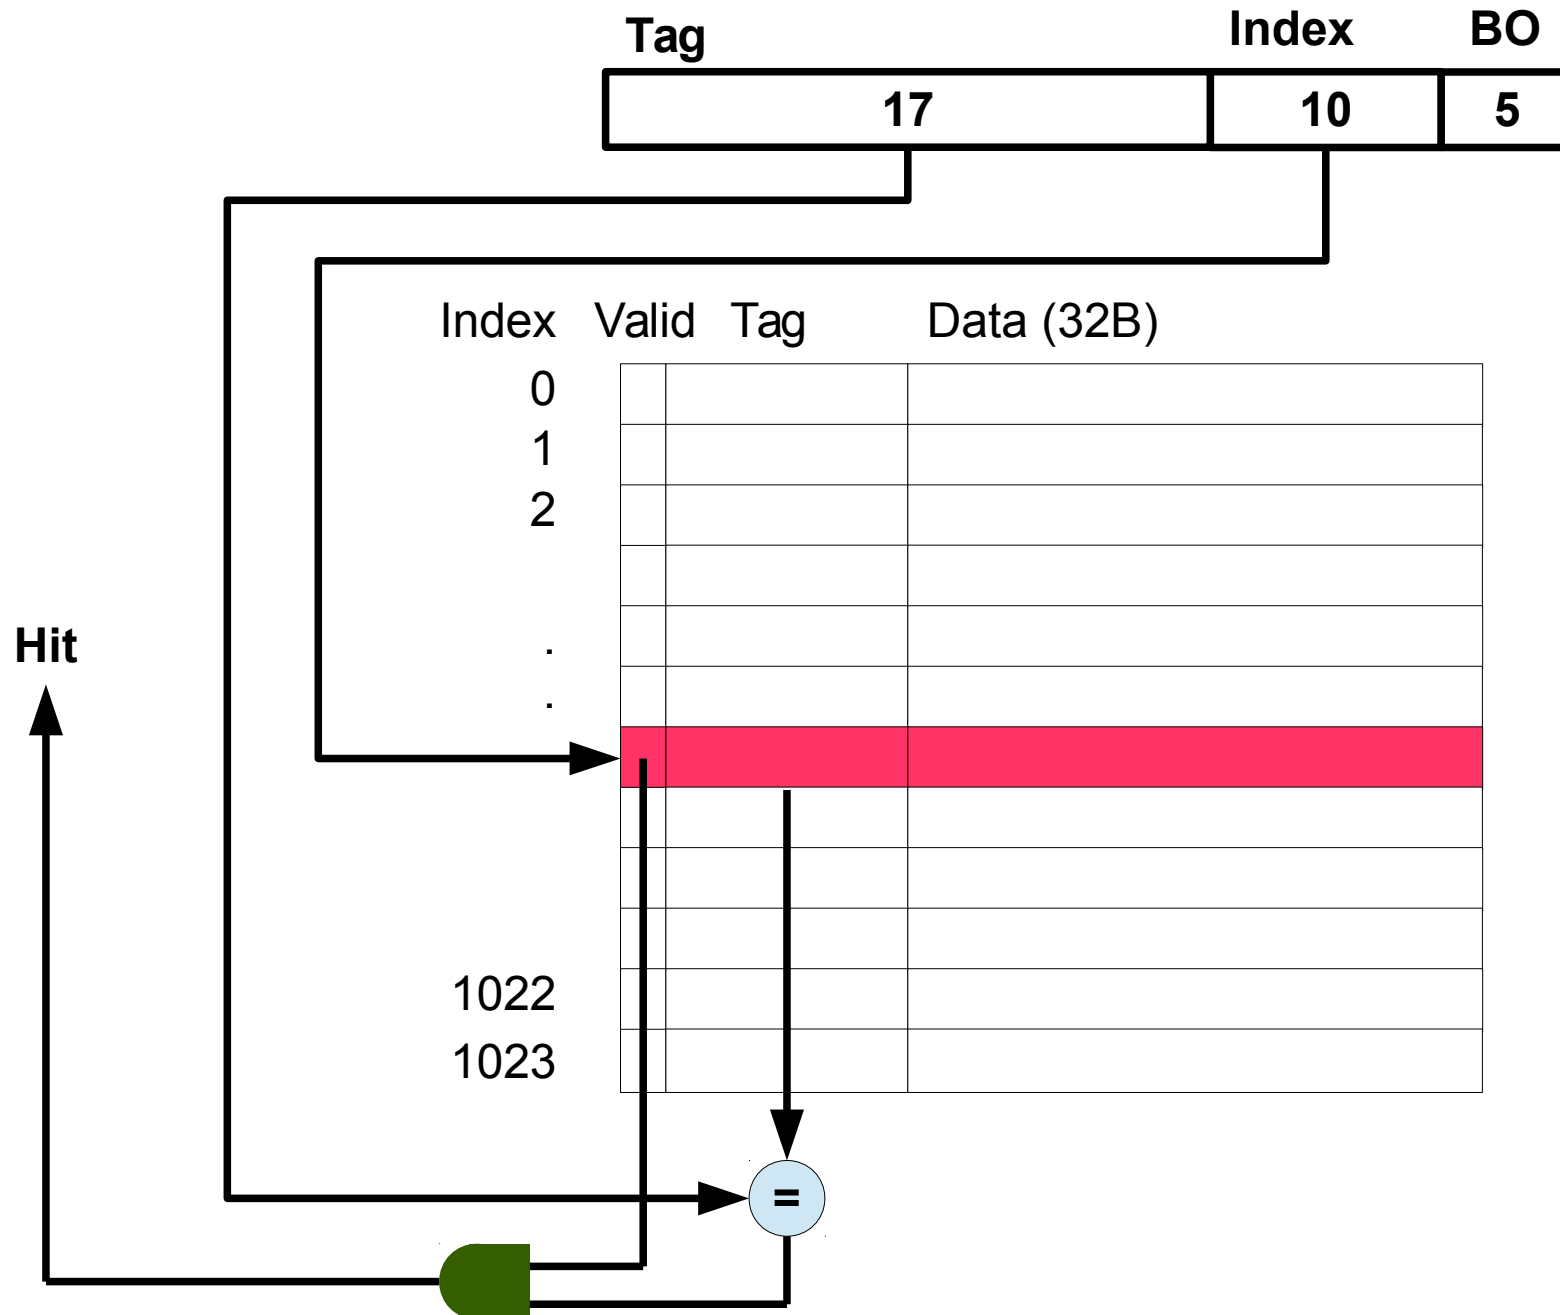 Tag Index BO
17 10 5
Index Valid Tag Data (32B)
0
1
2
.
Hit
.
1022
1023
=